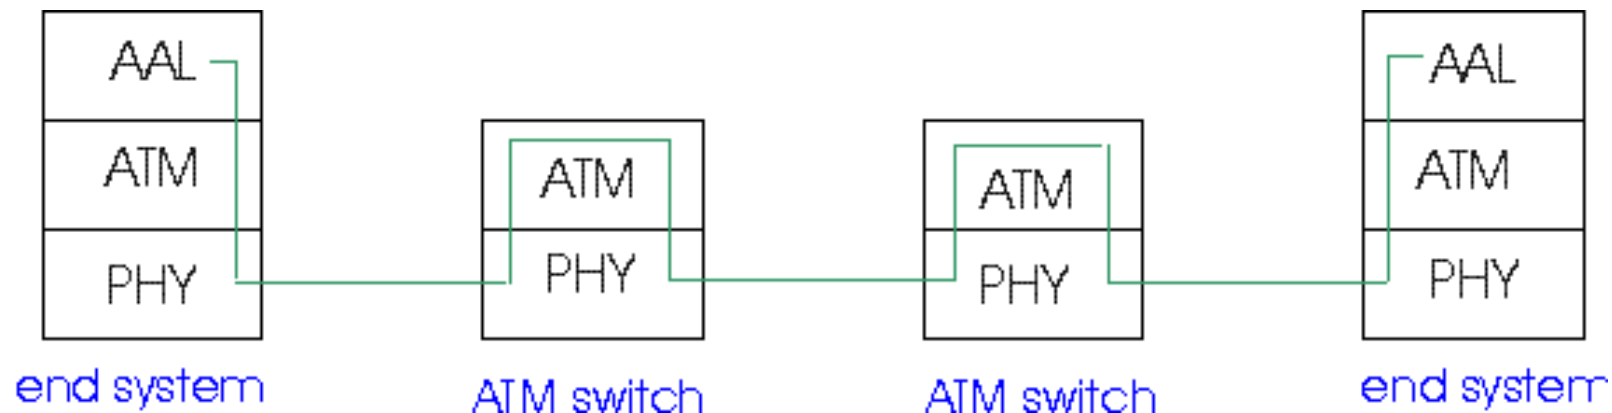 AAL
ATM
PHY
end system
ATM
PHY
ATM switch
ATM
PHY
ATM switch
AAL
ATM
PHY
end system